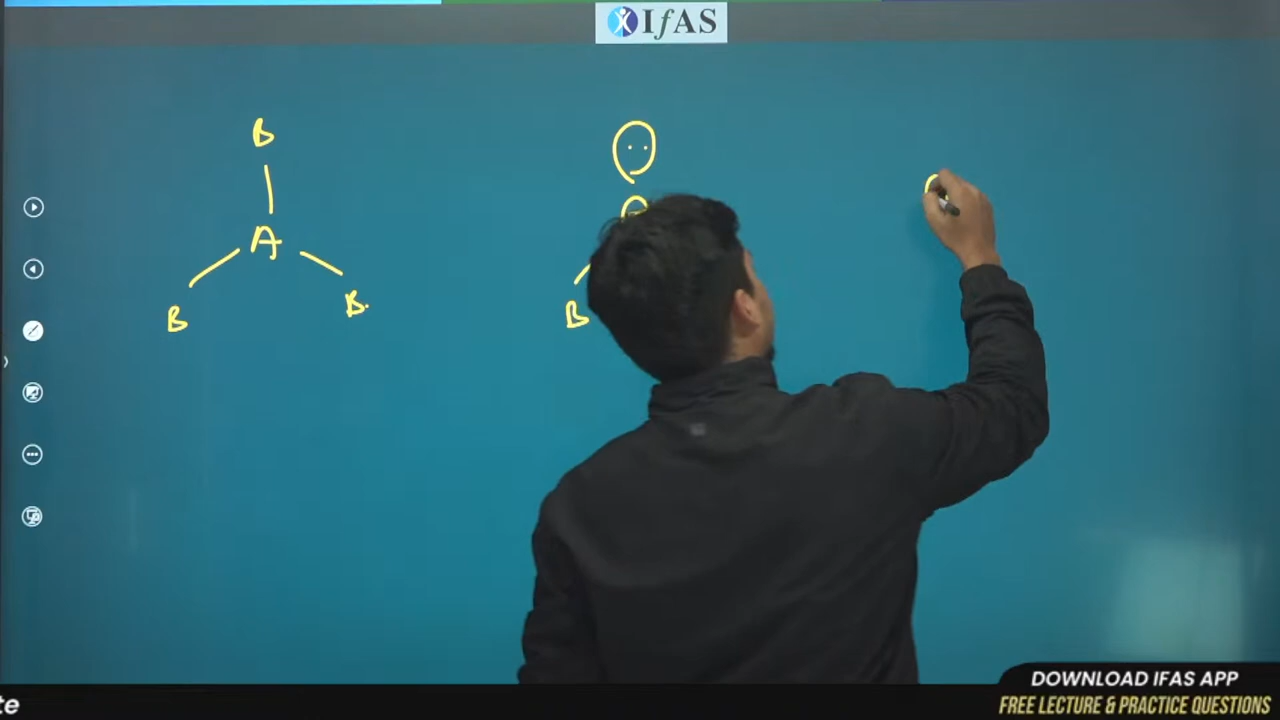 IfAS
B
A
B
B.
B
DOWNLOAD IFAS APP
te
FREE LECTURE & PRACTICE QUESTIONS